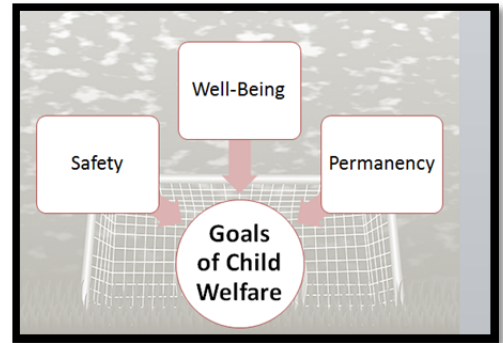 Well-Being
Safety
Permanency
Goals
of Child
Welfare